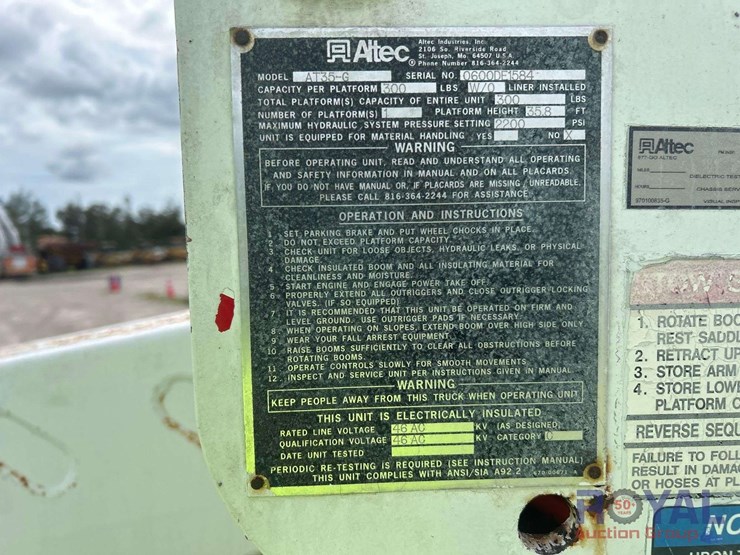 Altec
Altec Industries, Inc.
2106 So. Riverside Road
St. Joseph, Mo. 64507 U.S.A.
Phone Number 816-364-2244
MODEL AT35-G SERIAL NO. 0600D51584
CAPACITY PER PLATFORM 300 LBS W/O LINER INSTALLED
TOTAL PLATFORM(S) CAPACITY OF ENTIRE UNIT 300 LBS
NUMBER OF PLATFORM(S) 1 PLATFORM HEIGHT 35.8 FT
MAXIMUM HYDRAULIC SYSTEM PRESSURE SETTING 2200 PSI
UNIT IS EQUIPPED FOR MATERIAL HANDLING YES NO X
WARNING
BEFORE OPERATING UNIT, READ AND UNDERSTAND ALL OPERATING
AND SAFETY INFORMATION IN MANUAL AND ON ALL PLACARDS.
IF YOU DO NOT HAVE MANUAL OR, IF PLACARDS ARE MISSING / UNREADABLE,
PLEASE CALL 816-364-2244 FOR ASSISTANCE.
OPERATION AND INSTRUCTIONS
1 SET PARKING BRAKE AND PUT WHEEL CHOCKS IN PLACE.
2 DO NOT EXCEED PLATFORM CAPACITY.
3 CHECK UNIT FOR LOOSE OBJECTS, HYDRAULIC LEAKS, OR PHYSICAL
DAMAGE.
4 CHECK INSULATED BOOM AND ALL INSULATING MATERIAL FOR
CLEANLINESS AND MOISTURE.
5 START ENGINE AND ENGAGE POWER TAKE OFF.
6 PROPERLY EXTEND ALL OUTRIGGERS AND CLOSE OUTRIGGER LOCKING
VALVES. (IF SO EQUIPPED)
7 IT IS RECOMMENDED THAT THIS UNIT BE OPERATED ON FIRM AND
LEVEL GROUND. USE OUTRIGGER PADS IF NECESSARY.
8 WHEN OPERATING ON SLOPES, EXTEND BOOM OVER HIGH SIDE ONLY
9 WEAR YOUR FALL ARREST EQUIPMENT.
10 RAISE BOOMS SUFFICIENTLY TO CLEAR ALL OBSTRUCTIONS BEFORE
ROTATING BOOMS.
11 OPERATE CONTROLS SLOWLY FOR SMOOTH MOVEMENTS.
12 INSPECT AND SERVICE UNIT PER INSTRUCTIONS GIVEN IN MANUAL.
WARNING
KEEP PEOPLE AWAY FROM THIS TRUCK WHEN OPERATING UNIT
THIS UNIT IS ELECTRICALLY INSULATED
RATED LINE VOLTAGE 46 AC KV (AS DESIGNED)
QUALIFICATION VOLTAGE 46 AC KV CATEGORY C
DATE UNIT TESTED
PERIODIC RE-TESTING IS REQUIRED (SEE INSTRUCTION MANUAL)
THIS UNIT COMPLIES WITH ANSI/SIA A92.2
Altec
877-GO ALTEC
DIELECTRIC TEST
CHASSIS SERV
VISUAL INSP
1. ROTATE BOO
REST SADDL
2. RETRACT UP
3. STORE ARM
4. STORE LOWE
PLATFORM C
REVERSE SEQU
FAILURE TO FOLL
RESULT IN DAMAG
OR HOSES AT PL
NO
UPON
50+
YEARS
ROYAL
Auction Group